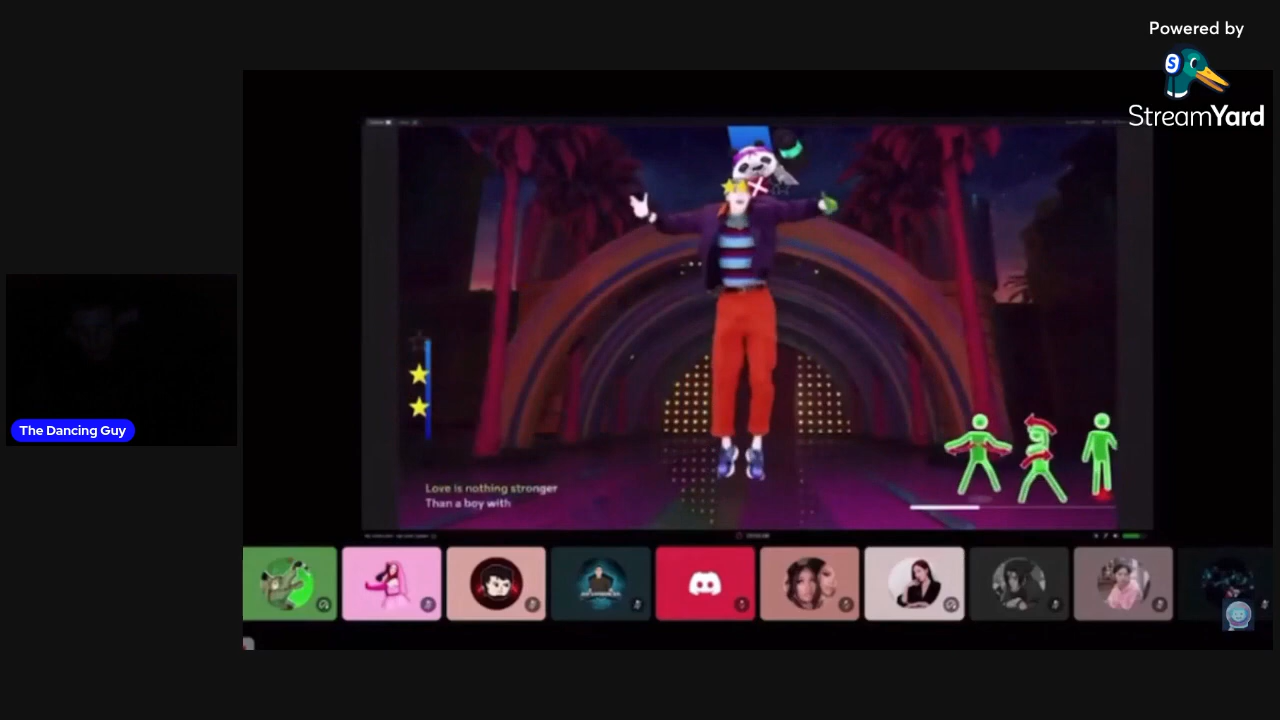 Powered by
S
StreamYard
Love is nothing stronger
Than a boy with
The Dancing Guy